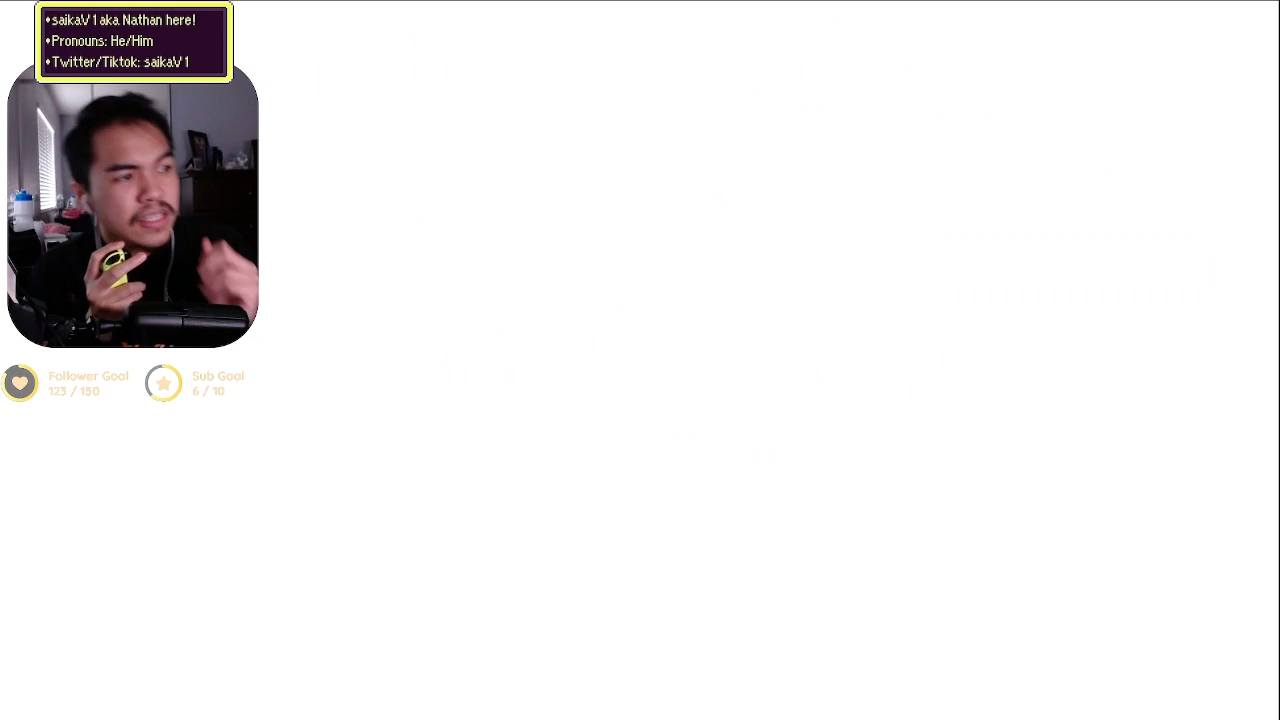 •saikaV1 aka Nathan here!
•Pronouns: He/Him
•Twitter/Tiktok: saikaV1
Follower Goal
123 / 150
Sub Goal
6 / 10